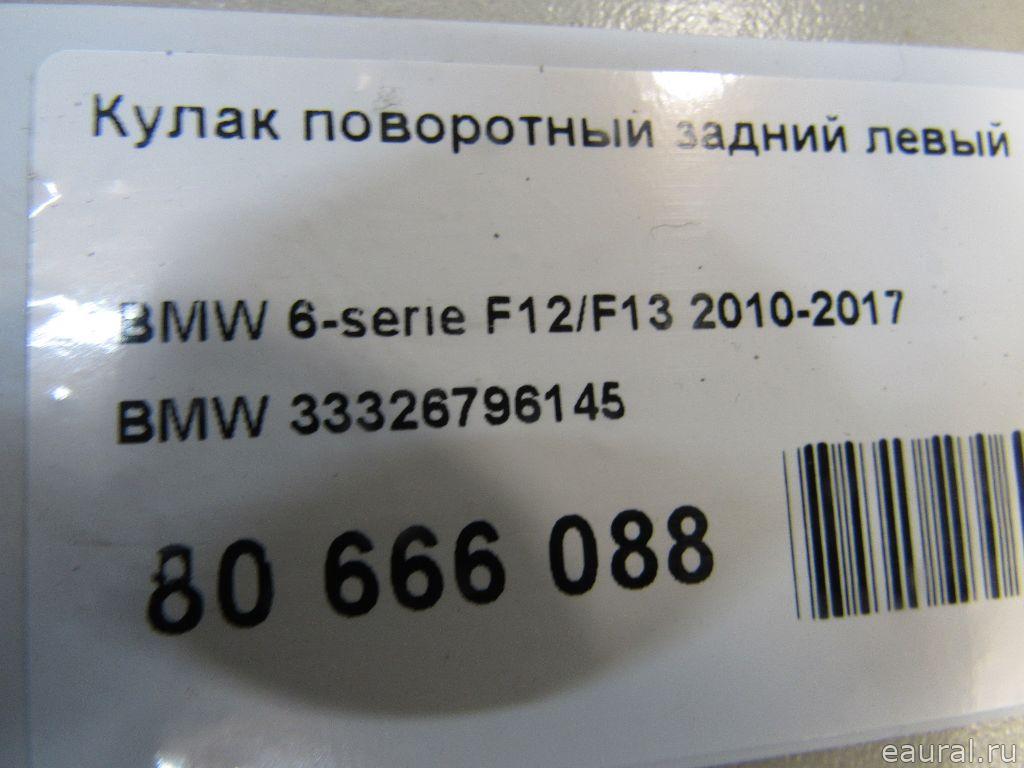 Кулак поворотный задний левый
BMW 6-serie F12/F13 2010-2017
BMW 33326796145
80 666 088
eaural.ru